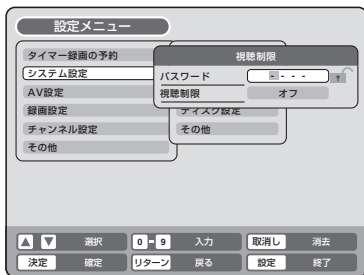 設定メニュー
タイマー録画の予約
システム設定
AV設定
録画設定
チャンネル設定
その他
視聴制限
パスワード - - - -
視聴制限 オフ
ディスク設定
その他
▲ ▼ 選択 0 - 9 入力 取消し 消去
決定 確定 リターン 戻る 設定 終了